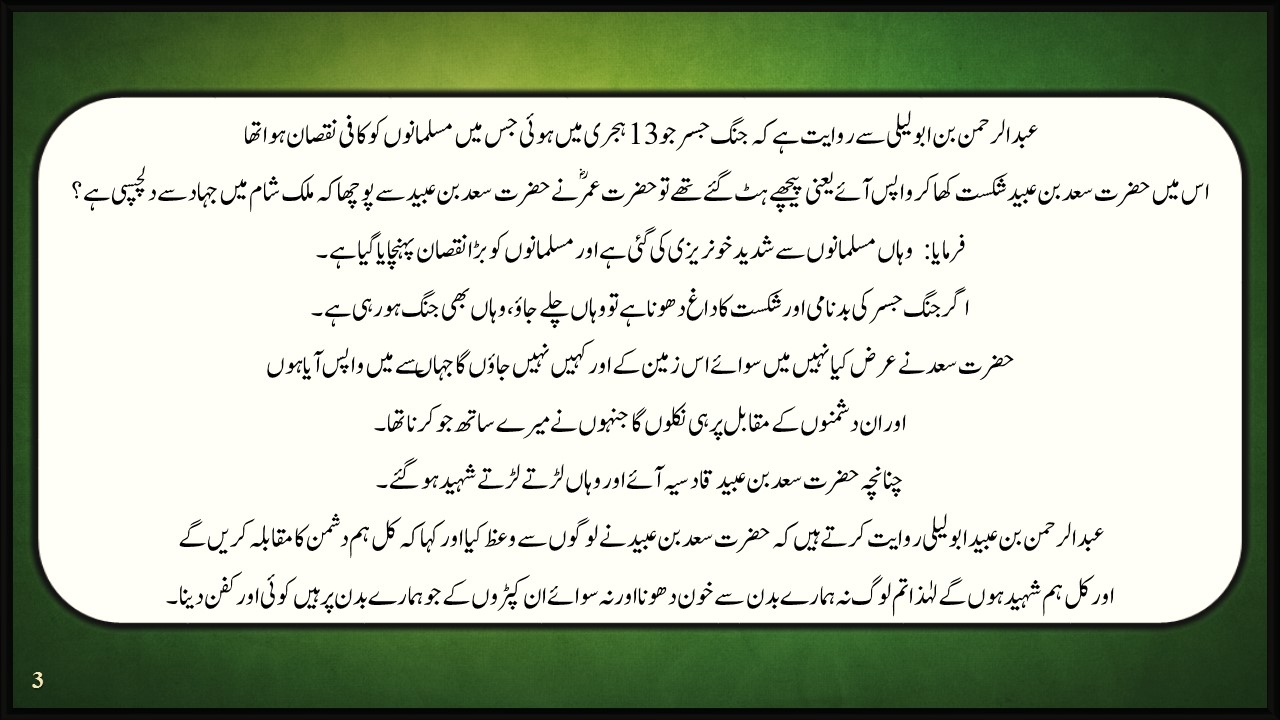 عبدالرحمن بن ابولیلی سے روایت ہے کہ جنگ جسر جو 13 ہجری میں ہوئی جس میں مسلمانوں کو کافی نقصان ہوا تھا
اس میں حضرت سعد بن عبید شکست کھا کر واپس آئے یعنی پیچھے ہٹ گئے تھے تو حضرت عمرؓ نے حضرت سعد بن عبید سے پوچھا کہ ملک شام میں جہاد سے دلچسپی ہے ؟
فرمایا: وہاں مسلمانوں سے شدید خونریزی کی گئی ہے اور مسلمانوں کو بڑا نقصان پہنچایا گیا ہے۔
اگر جنگ جسر کی بدنامی اور شکست کا داغ دھونا ہے تو وہاں چلے جاؤ، وہاں بھی جنگ ہو رہی ہے۔
حضرت سعد نے عرض کیا نہیں میں سوائے اس زمین کے اور کہیں نہیں جاؤں گا جہاں سے میں واپس آیا ہوں
اور ان دشمنوں کے مقابل پر ہی نکلوں گا جنہوں نے میرے ساتھ جو کرنا تھا۔
چنانچہ حضرت سعد بن عبید قادسیہ آئے اور وہاں لڑتے لڑتے شہید ہو گئے۔
عبدالرحمن بن عبید ابولیلی روایت کرتے ہیں کہ حضرت سعد بن عبید نے لوگوں سے وعظ کیا اور کہا کہ کل ہم دشمن کا مقابلہ کریں گے
اور کل ہم شہید ہوں گے لہٰذا تم لوگ نہ ہمارے بدن سے خون دھونا اور نہ سوائے ان کپڑوں کے جو ہمارے بدن پر ہیں کوئی اور کفن دینا۔
3